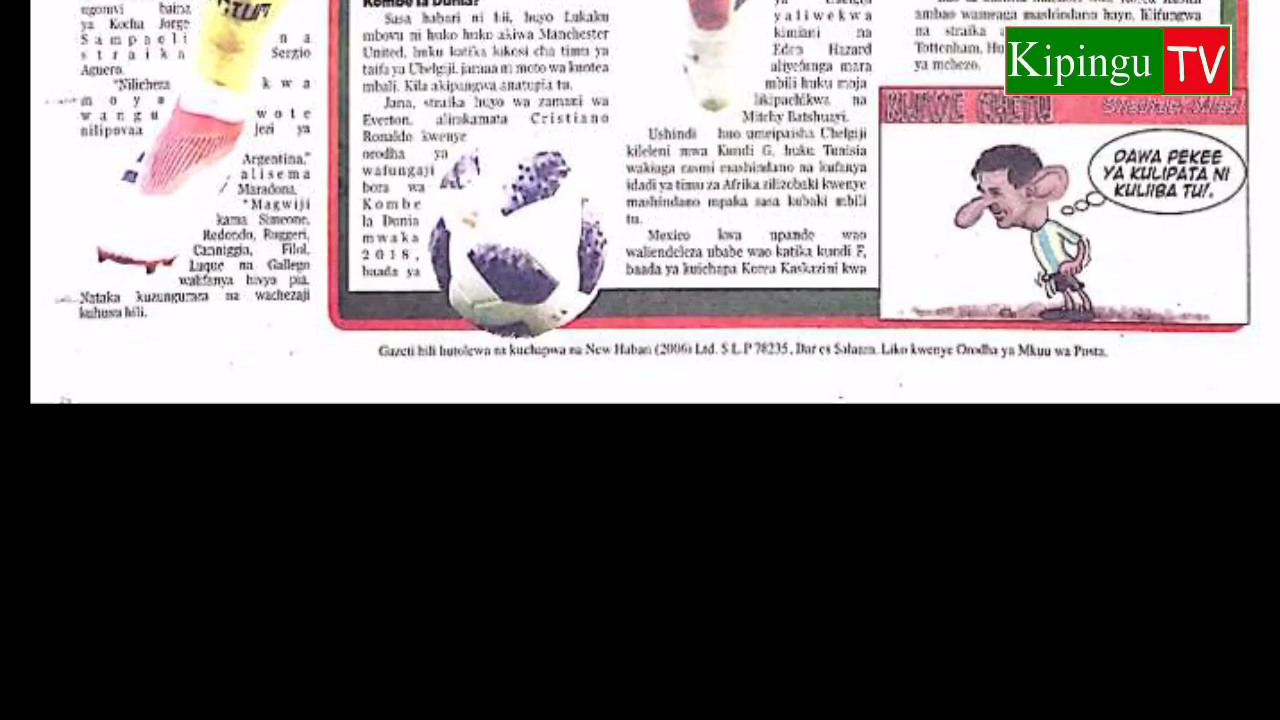 ugomvi baina
ya Kocha Jorge
Sampaoli na
straika Sergio
Aguero.
"Nilicheza kwa
moyo
wangu wote
nilipovaa jezi ya
Argentina,"
alisema
Maradona.
"Magwiji
kama Simeone,
Redondo, Ruggeri,
Canniggia, Filol,
Luque na Gallego
walifanya hivyo pia.
Nataka kuzungumza na wachezaji
kuhusu hili.
Kombe la Dunia?
Sasa habari ni hii, huyo Lukaku
mbovu ni huko huko akiwa Manchester
United, huku katika kikosi cha timu ya
taifa ya Ubelgiji, jamaa ni moto wa kuotea
mbali. Kila akipangwa anatupia tu.
Jana, straika huyo wa zamani wa
Everton, alimkamata Cristiano
Ronaldo kwenye
orodha ya
wafungaji
bora wa
Kombe
la Dunia
mwaka
2018,
baada ya
ya Ubelgiji
yaliwekwa
kimiani na
Eden Hazard
aliyefunga mara
mbili huku moja
likipachikwa na
Mitchy Batshuayi.
Ushindi huo umeipaisha Ubelgiji
kileleni mwa Kundi G, huku Tunisia
wakiaga rasmi mashindano na kufanya
idadi ya timu za Afrika zilizobaki kwenye
mashindano mpaka sasa kubaki mbili
tu.
Mexico kwa upande wao
waliendeleza ubabe wao katika kundi F,
baada ya kuichapa Korea Kaskazini kwa
ambao wameaga mashindano hayo, lilifungwa
na straika
Tottenham,
ya mchezo.
Kipingu TV
DAWA PEKEE
YA KULIPATA NI
KULIIBA TU!.
Gazeti hili hutolewa na kuchapwa na New Habari (2006) Ltd. S.L.P 78235, Dar es Salaam. Liko kwenye Orodha ya Mkuu wa Posta.